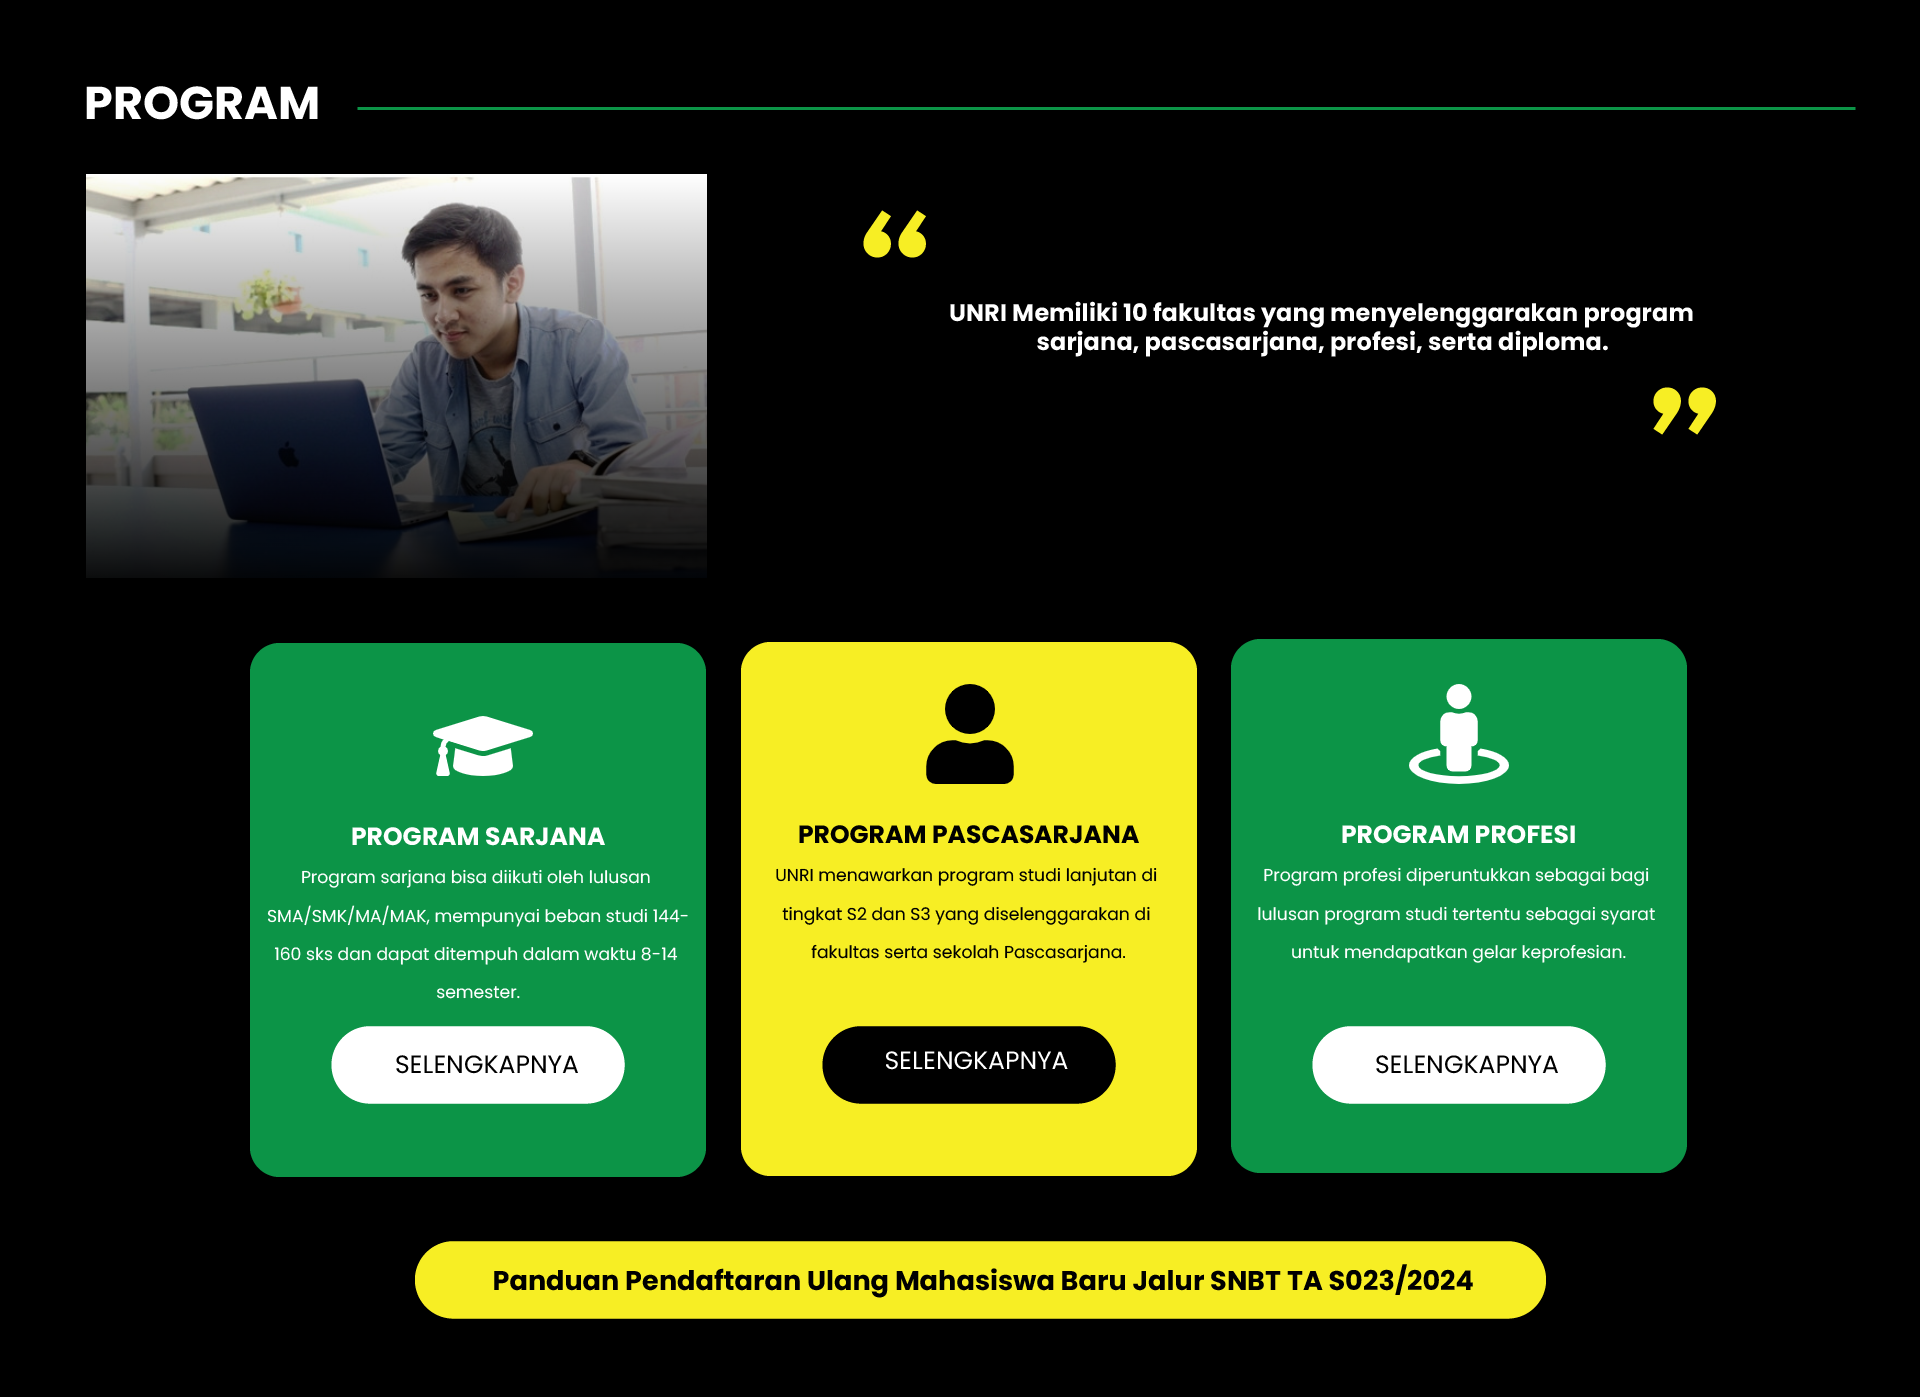 PROGRAM
“
UNRI Memiliki 10 fakultas yang menyelenggarakan program
sarjana, pascasarjana, profesi, serta diploma.
”
PROGRAM SARJANA
Program sarjana bisa diikuti oleh lulusan
SMA/SMK/MA/MAK, mempunyai beban studi 144-
160 sks dan dapat ditempuh dalam waktu 8-14
semester.
SELENGKAPNYA
PROGRAM PASCASARJANA
UNRI menawarkan program studi lanjutan di
tingkat S2 dan S3 yang diselenggarakan di
fakultas serta sekolah Pascasarjana.
SELENGKAPNYA
PROGRAM PROFESI
Program profesi diperuntukkan sebagai bagi
lulusan program studi tertentu sebagai syarat
untuk mendapatkan gelar keprofesian.
SELENGKAPNYA
Panduan Pendaftaran Ulang Mahasiswa Baru Jalur SNBT TA S023/2024